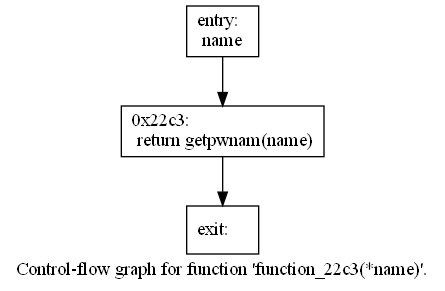 entry:
name
0x22c3:
return getpwnam(name)
exit:
Control-flow graph for function 'function_22c3(*name)'.